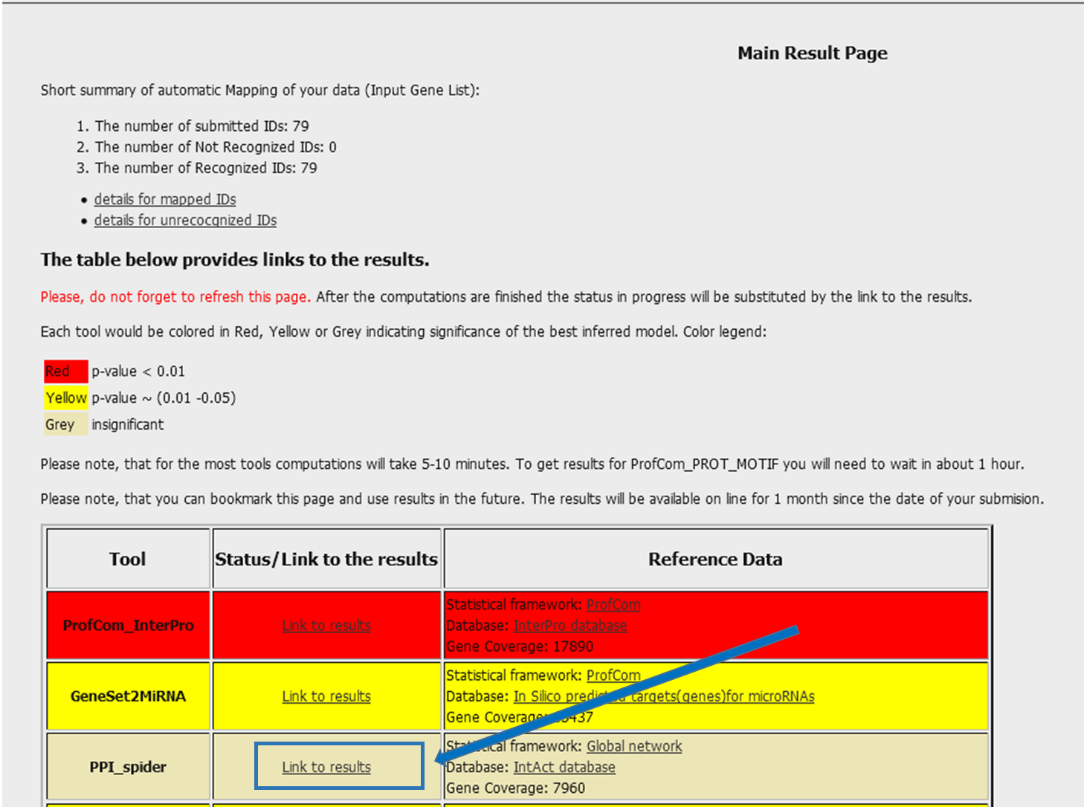 Main Result Page
Short summary of automatic Mapping of your data (Input Gene List):
1. The number of submitted IDs: 79
2. The number of Not Recognized IDs: 0
3. The number of Recognized IDs: 79
• details for mapped IDs
• details for unrecocqnized IDs
The table below provides links to the results.
Please, do not forget to refresh this page. After the computations are finished the status in progress will be substituted by the link to the results.
Each tool would be colored in Red, Yellow or Grey indicating significance of the best inferred model. Color legend:
Red p-value < 0.01
Yellow p-value ~ (0.01 -0.05)
Grey insignificant
Please note, that for the most tools computations will take 5-10 minutes. To get results for ProfCom_PROT_MOTIF you will need to wait in about 1 hour.
Please note, that you can bookmark this page and use results in the future. The results will be available on line for 1 month since the date of your submision.
Tool Status/Link to the results Reference Data
Statistical framework: ProfCom
ProfCom_InterPro Link to results Database: InterPro database
Gene Coverage: 17890
Statistical framework: ProfCom
GeneSet2MiRNA Link to results Database: In Silico predicted targets(genes)for microRNAs
Gene Coverage:
Statistical framework: Global network
PPI_spider Link to results Database: IntAct database
Gene Coverage: 7960